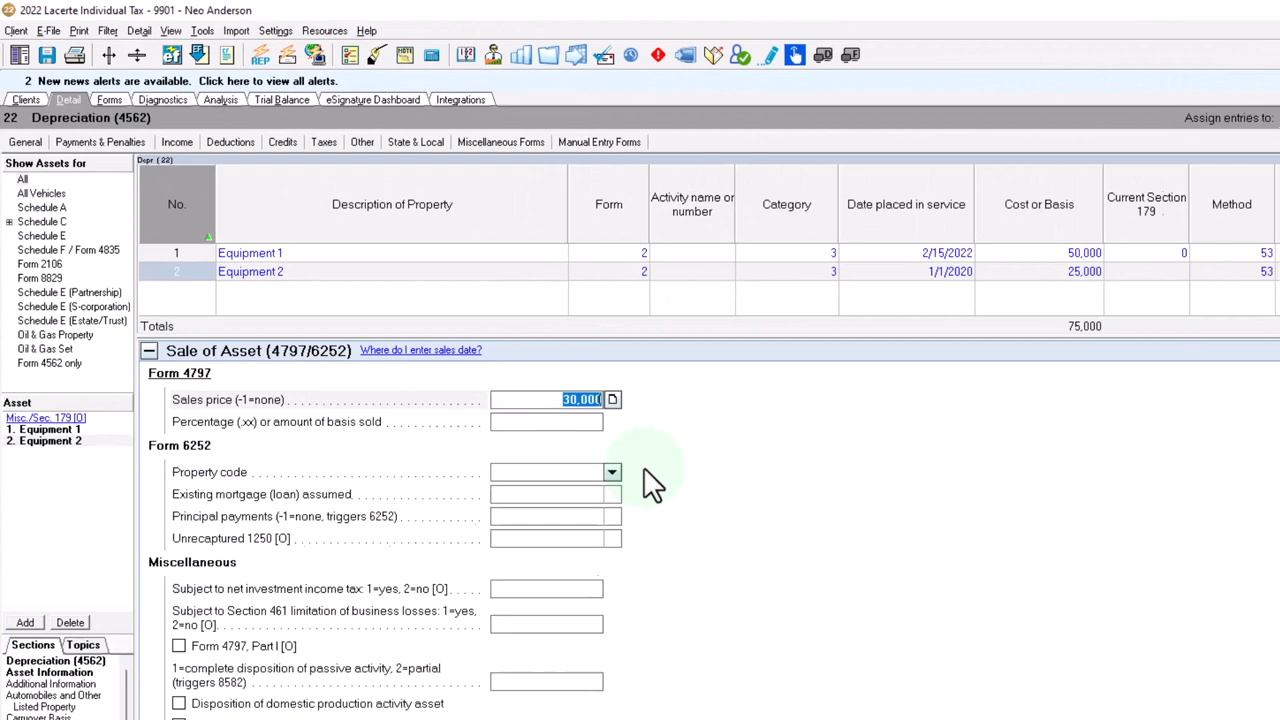 22 2022 Lacerte Individual Tax - 9901 - Neo Anderson
Client E-File Print Filter Detail View Tools Import Settings Resources Help
REP
2 New news alerts are available. Click here to view all alerts.
Clients Detail Forms Diagnostics Analysis Trial Balance eSignature Dashboard Integrations
22 Depreciation (4562) Assign entries to:
General Payments & Penalties Income Deductions Credits Taxes Other State & Local Miscellaneous Forms Manual Entry Forms
Show Assets for
All
All Vehicles
Schedule A
Schedule C
Schedule E
Schedule F / Form 4835
Form 2106
Form 8829
Schedule E (Partnership)
Schedule E (S-corporation)
Schedule E (Estate/Trust)
Oil & Gas Property
Oil & Gas Set
Form 4562 only
Asset
Misc./Sec. 179 [O]
1. Equipment 1
2. Equipment 2
Add Delete
Sections Topics
Depreciation (4562)
Asset Information
Additional Information
Automobiles and Other
Listed Property
Carryover Basis
Depr (22)
No. Description of Property Form Activity name or number Category Date placed in service Cost or Basis Current Section 179 Method
1 Equipment 1 2 3 2/15/2022 50,000 0 53
2 Equipment 2 2 3 1/1/2020 25,000 53
Totals 75,000
Sale of Asset (4797/6252) Where do I enter sales date?
Form 4797
Sales price (-1=none) 30,000
Percentage (.xx) or amount of basis sold
Form 6252
Property code
Existing mortgage (loan) assumed
Principal payments (-1=none, triggers 6252)
Unrecaptured 1250 [O]
Miscellaneous
Subject to net investment income tax: 1=yes, 2=no [O]
Subject to Section 461 limitation of business losses: 1=yes,
2=no [O]
Form 4797, Part I [O]
1=complete disposition of passive activity, 2=partial
(triggers 8582)
Disposition of domestic production activity asset